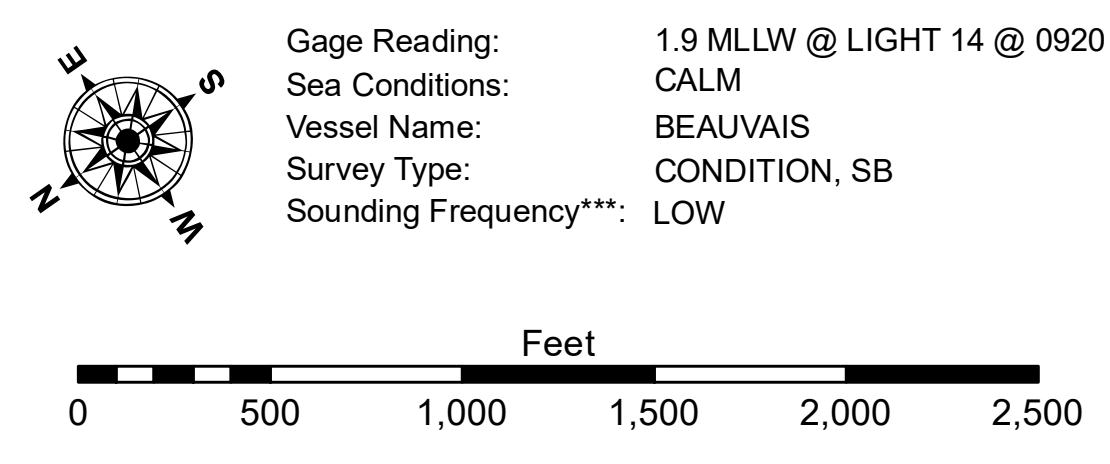 E
S
N
W
Gage Reading: 1.9 MLLW @ LIGHT 14 @ 0920
Sea Conditions: CALM
Vessel Name: BEAUVAIS
Survey Type: CONDITION, SB
Sounding Frequency***: LOW
Feet
0 500 1,000 1,500 2,000 2,500